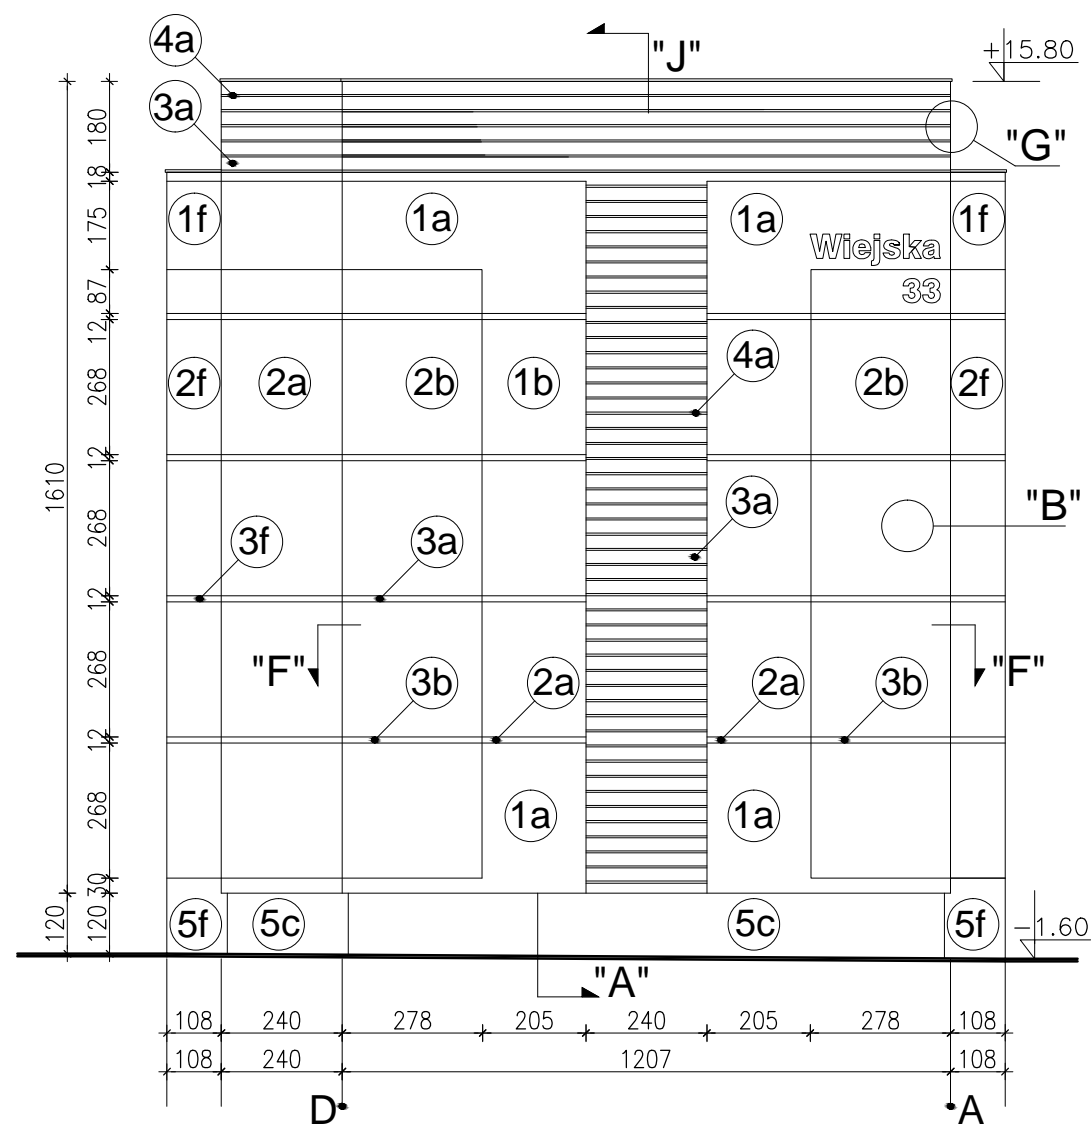 4a
"J"
+15.80
3a
"G"
180
18
1f
1a
1a
1f
175
Wiejska
33
87
12
4a
2f
2a
2b
1b
2b
2f
268
12
1610
3a
"B"
3f
3a
268
12
"F"
"F"
268
3b
2a
2a
3b
12
268
1a
1a
30
120
120
5f
5c
5c
5f
-1.60
"A"
108
240
278
205
240
205
278
108
108
240
1207
108
D
A